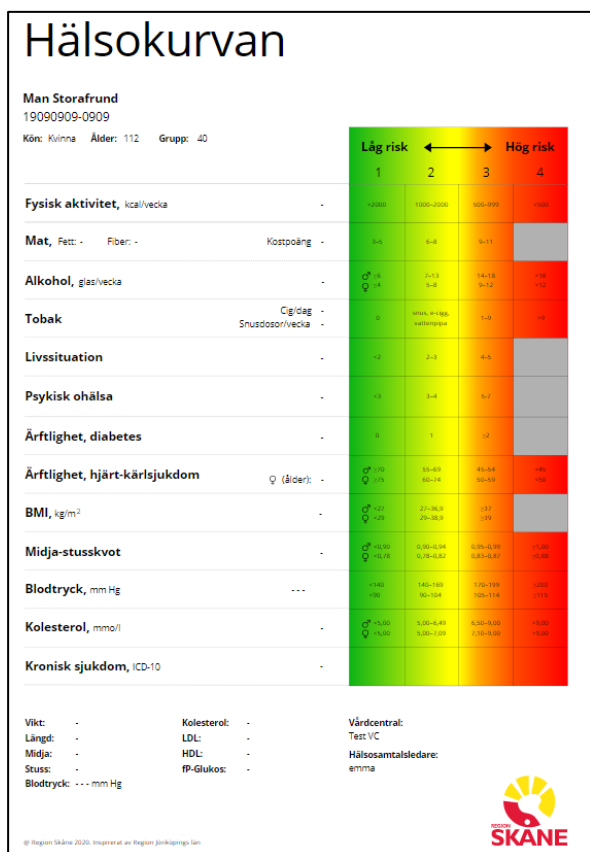 Hälsokurvan
Man Storafrund
19090909-0909
Kön: Kvinna Ålder: 112 Grupp: 40
Låg risk Hög risk
1 2 3 4
Fysisk aktivitet, kcal/vecka - >2000 1000–2000 500–999 <500
Mat, Fett: - Fiber: - Kostpoäng - 3–5 6–8 9–11
Alkohol, glas/vecka -
♂ ≤6 7–13 14–18 >18
♀ ≤4 5–8 9–12 >12
Tobak
Cig/dag -
Snusdosor/vecka -
0 snus, e-cigg, vattenpipa 1–9 >9
Livssituation - <2 2–3 4–5
Psykisk ohälsa - <3 3–4 5–7
Ärftlighet, diabetes - 0 1 ≥2
Ärftlighet, hjärt-kärlsjukdom ♀ (ålder): -
♂ ≥70 55–69 45–54 <45
♀ ≥75 60–74 50–59 <50
BMI, kg/m² -
♂ <27 27–36,9 ≥37
♀ <29 29–38,9 ≥39
Midja-stusskvot -
♂ <0,90 0,90–0,94 0,95–0,99 ≥1,00
♀ <0,78 0,78–0,82 0,83–0,87
Blodtryck, mm Hg - - -
<140 140–169 170–199 ≥200
<90 90–104 105–114 ≥115
Kolesterol, mmo/l -
♂ <5,00 5,00–6,49 6,50–9,00 >9,00
♀ <5,00 5,00–7,09 7,10–9,00 >9,00
Kronisk sjukdom, ICD-10 -
Vikt: -
Längd: -
Midja: -
Stuss: -
Blodtryck: - - - mm Hg
Kolesterol: -
LDL: -
HDL: -
fP-Glukos: -
Vårdcentral:
Test VC
Hälsosamtalsledare:
emma
@ Region Skåne 2020. Inspirerat av Region Jönköpings län
REGION
SKÅNE